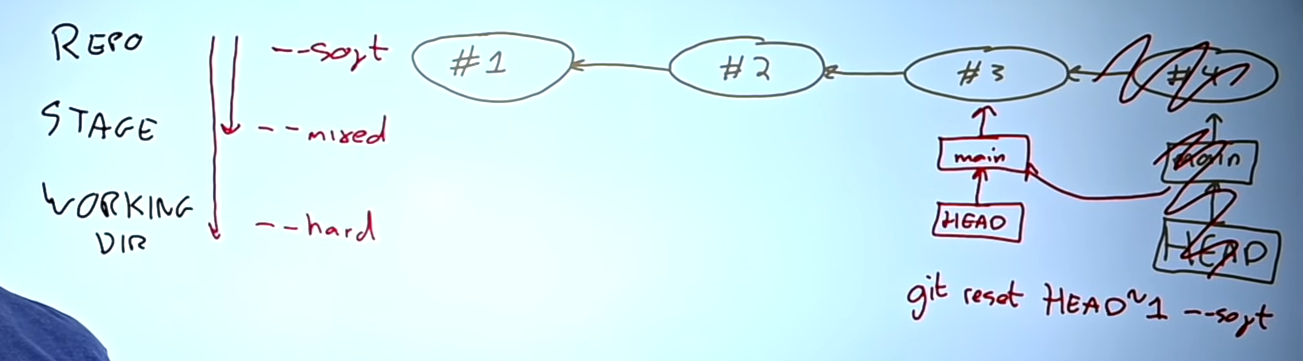 REPO
--soft
STAGE
--mixed
WORKING
DIR
--hard
#1
#2
#3
#4
main
HEAD
main
HEAD
git reset HEAD~1 --soft